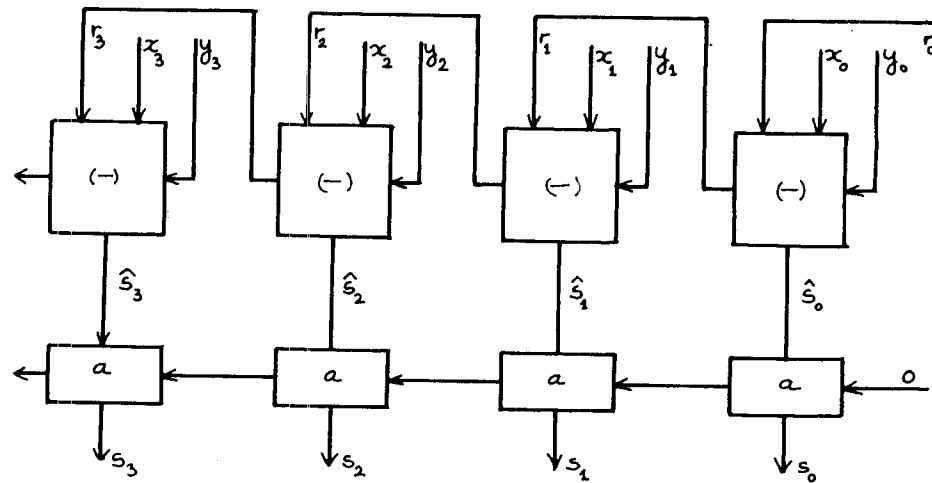 r₃ x₃ y₃ r₂ x₂ y₂ r₁ x₁ y₁ r₀ x₀ y₀
(−) (−) (−) (−)
ŝ₃ ŝ₂ ŝ₁ ŝ₀
a a a a 0
s₃ s₂ s₁ s₀